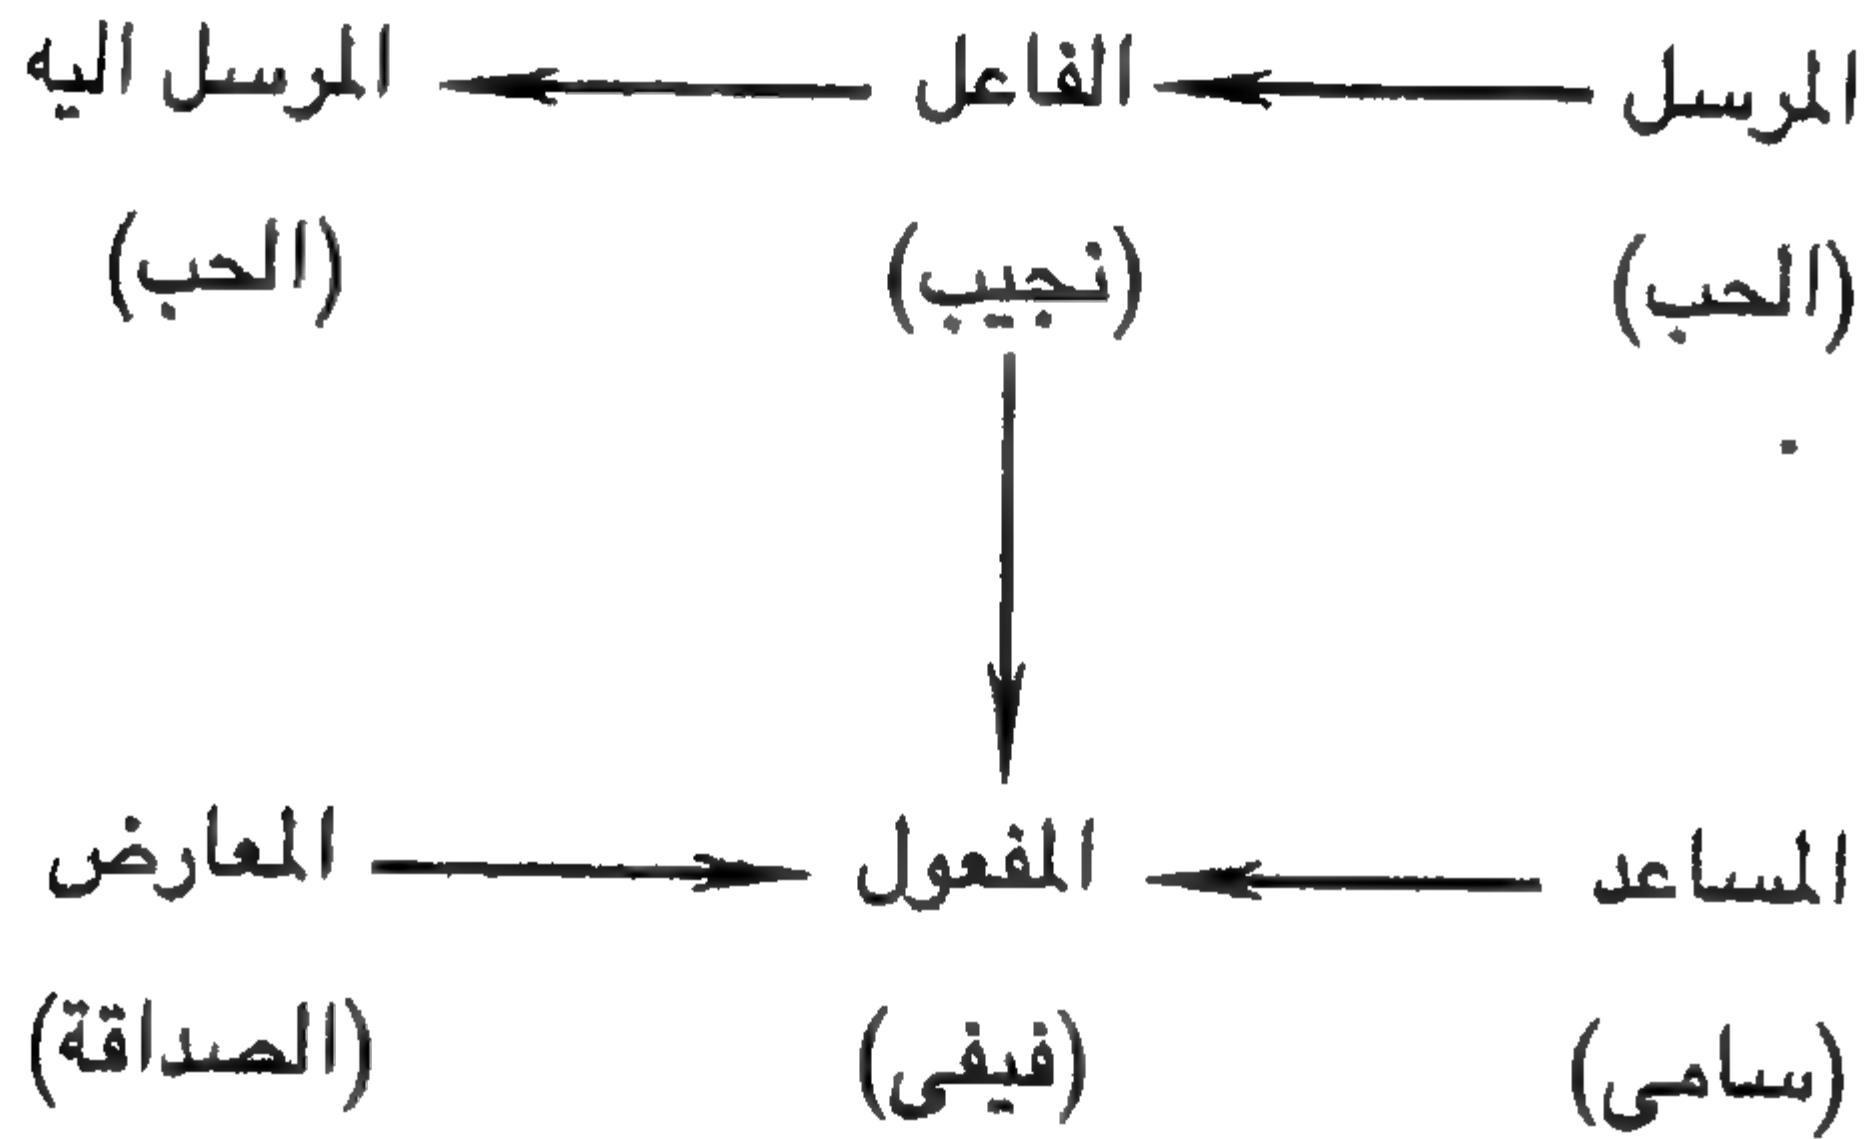 المرسل الفاعل المرسل اليه
(الحب) (نجيب) (الحب)
المساعد المفعول المعارض
(سامى) (فيفى) (الصداقة)